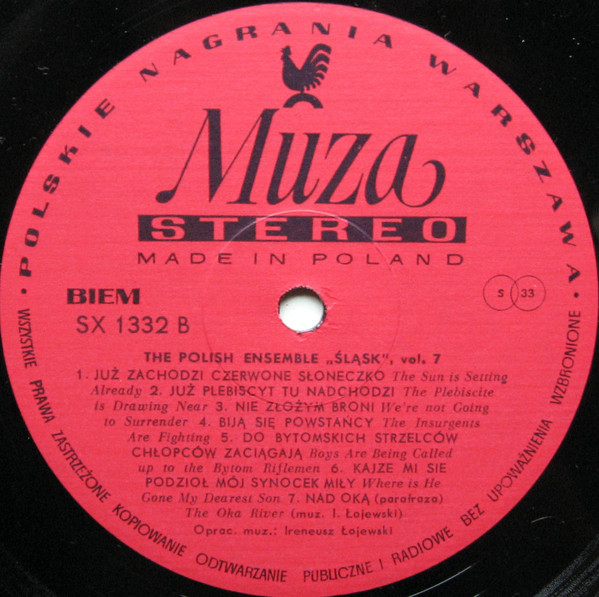 • POLSKIE NAGRANIA WARSZAWA •
Muza
STEREO
MADE IN POLAND
BIEM
SX 1332 B
S 33
THE POLISH ENSEMBLE „ŚLĄSK", vol. 7
1. JUŻ ZACHODZI CZERWONE SŁONECZKO The Sun is Setting
Already 2. JUŻ PLEBISCYT TU NADCHODZI The Plebiscite
is Drawing Near 3. NIE ZŁOŻYM BRONI We're not Going
to Surrender 4. BIJĄ SIĘ POWSTAŃCY The Insurgents
Are Fighting 5. DO BYTOMSKICH STRZELCÓW
CHŁOPCÓW ZACIĄGAJĄ Boys Are Being Called
up to the Bytom Riflemen 6. KAJZE MI SIE
PODZIOŁ MÓJ SYNOCEK MIŁY Where is He
Gone My Dearest Son 7. NAD OKĄ (parafraza)
The Oka River (muz. I. Łojewski)
Oprac. muz.: Ireneusz Łojewski
WSZYSTKIE PRAWA ZASTRZEŻONE KOPIOWANIE ODTWARZANIE PUBLICZNE I RADIOWE BEZ UPOWAŻNIENIA WZBRONIONE